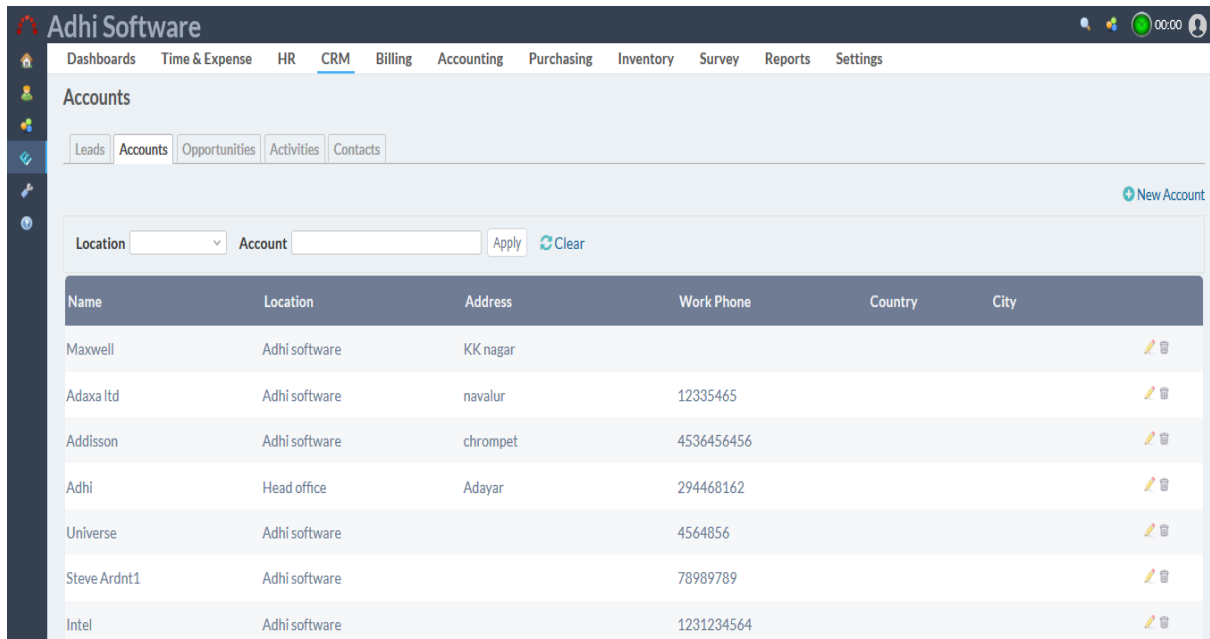 Adhi Software
00:00
Dashboards Time & Expense HR CRM Billing Accounting Purchasing Inventory Survey Reports Settings
Accounts
Leads Accounts Opportunities Activities Contacts
New Account
Location Account Apply Clear
Name Location Address Work Phone Country City
Maxwell Adhi software KK nagar
Adaxa ltd Adhi software navalur 12335465
Addisson Adhi software chrompet 4536456456
Adhi Head office Adayar 294468162
Universe Adhi software 4564856
Steve Ardnt1 Adhi software 78989789
Intel Adhi software 1231234564